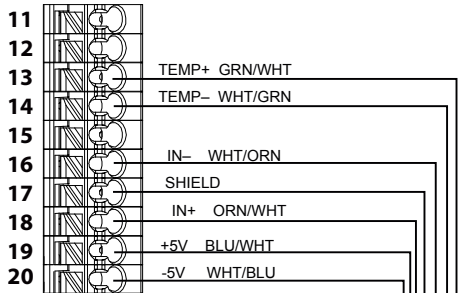 11
12
13 TEMP+ GRN/WHT
14 TEMP– WHT/GRN
15
16 IN– WHT/ORN
17 SHIELD
18 IN+ ORN/WHT
19 +5V BLU/WHT
20 -5V WHT/BLU